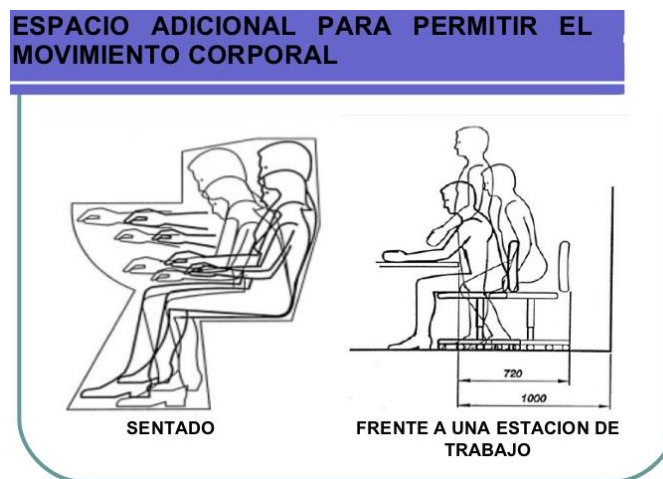 ESPACIO ADICIONAL PARA PERMITIR EL
MOVIMIENTO CORPORAL
720
1000
SENTADO
FRENTE A UNA ESTACION DE
TRABAJO